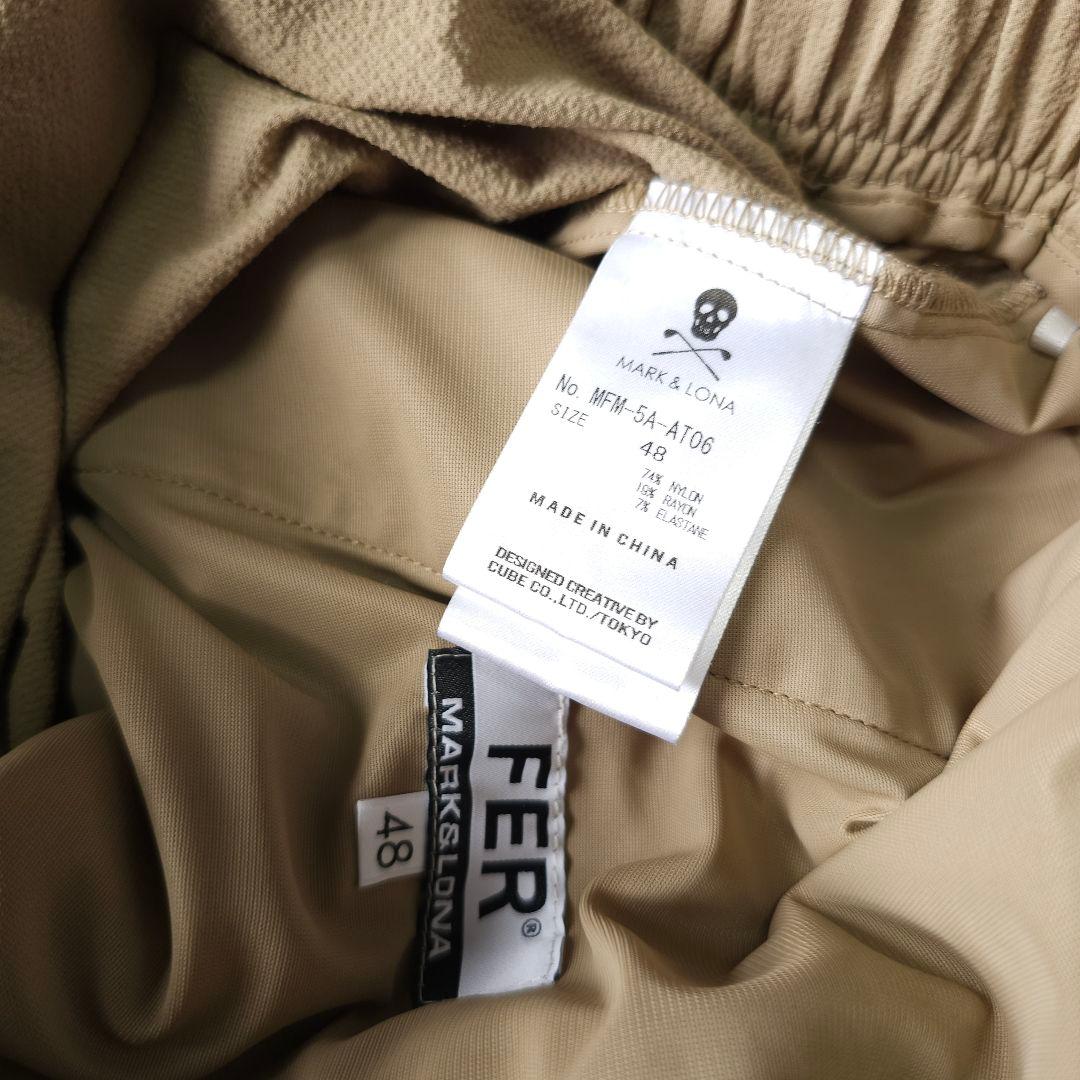 MARK & LONA
No. MFM-5A-AT06
SIZE 48
74% NYLON
19% RAYON
7% ELASTANE
MADE IN CHINA
DESIGNED CREATIVE BY
CUBE CO.,LTD./TOKYO
FER®
MARK&LONA
48